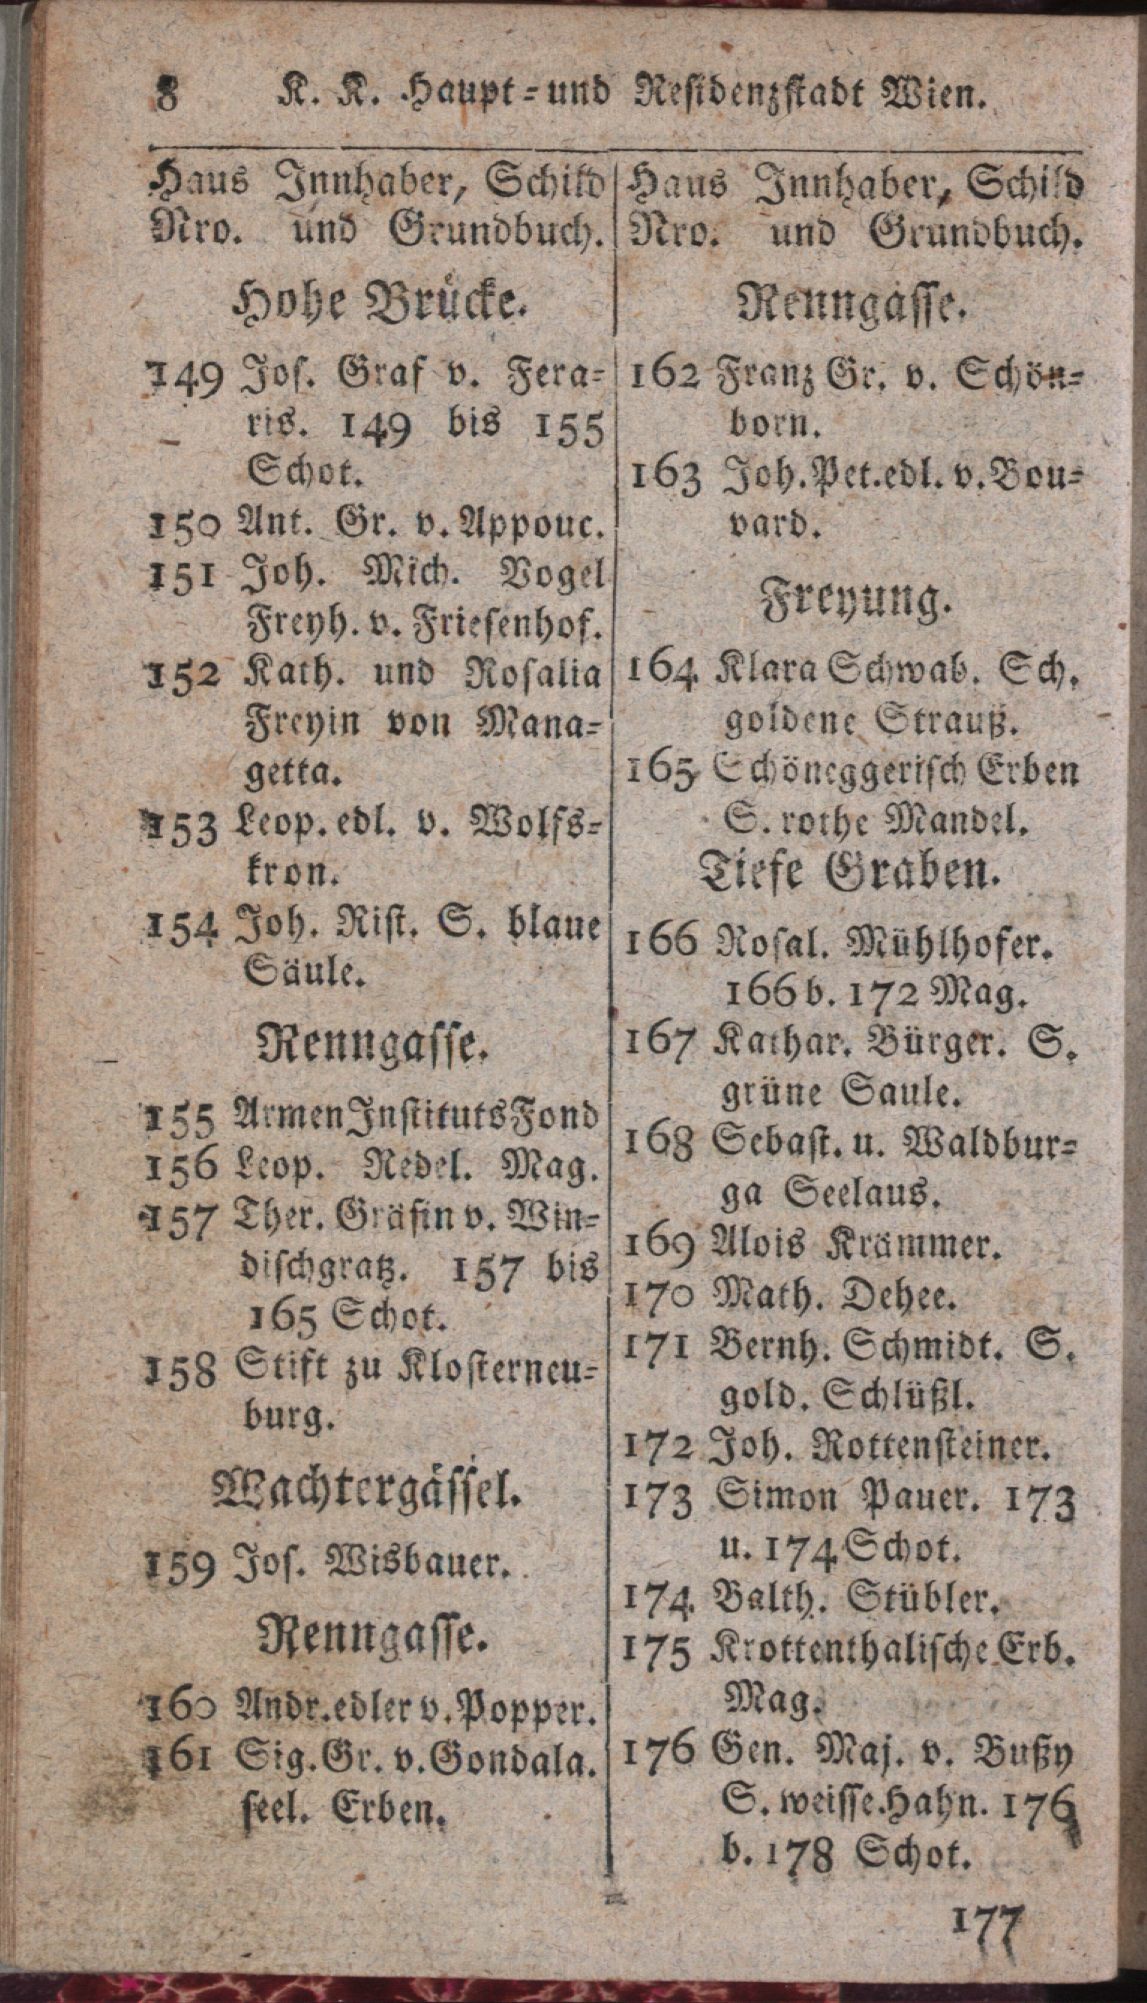 8 K. K. Haupt-und Residenzstadt Wien.
Haus Innhaber, Schild
Nro. und Grundbuch.
Hohe Brücke.
149 Jos. Graf v. Fera-
ris. 149 bis 155
Schot.
150 Ant. Gr. v. Appouc.
151 Joh. Mich. Vogel
Freyh. v. Friesenhof.
152 Kath. und Rosalia
Freyin von Mana-
getta.
153 Leop. edl. v. Wolfs-
kron.
154 Joh. Rist. S. blaue
Säule.
Renngasse.
155 Armen Instituts Fond
156 Leop. Nedel. Mag.
157 Ther. Gräfin v. Win-
dischgratz. 157 bis
165 Schot.
158 Stift zu Klosterneu-
burg.
Wachtergässel.
159 Jos. Wisbauer.
Renngasse.
160 Andr. edler v. Popper.
161 Sig. Gr. v. Gondala.
seel. Erben.
Haus Innhaber, Schild
Nro. und Grundbuch.
Renngasse.
162 Franz Gr. v. Schön-
born.
163 Joh. Pet. edl. v. Bou-
vard.
Freyung.
164 Klara Schwab. Sch.
goldene Strauß.
165 Schöneggerisch Erben
S. rothe Mandel.
Tiefe Graben.
166 Rosal. Mühlhofer.
166 b. 172 Mag.
167 Kathar. Bürger. S.
grüne Saule.
168 Sebast. u. Waldbur-
ga Seelaus.
169 Alois Krämmer.
170 Math. Dehee.
171 Bernh. Schmidt. S.
gold. Schlüßl.
172 Joh. Rottensteiner.
173 Simon Pauer. 173
u. 174 Schot.
174 Balth. Stübler.
175 Krottenthalische Erb.
Mag.
176 Gen. Maj. v. Bußy
S. weisse Hahn. 176
b. 178 Schot.
177